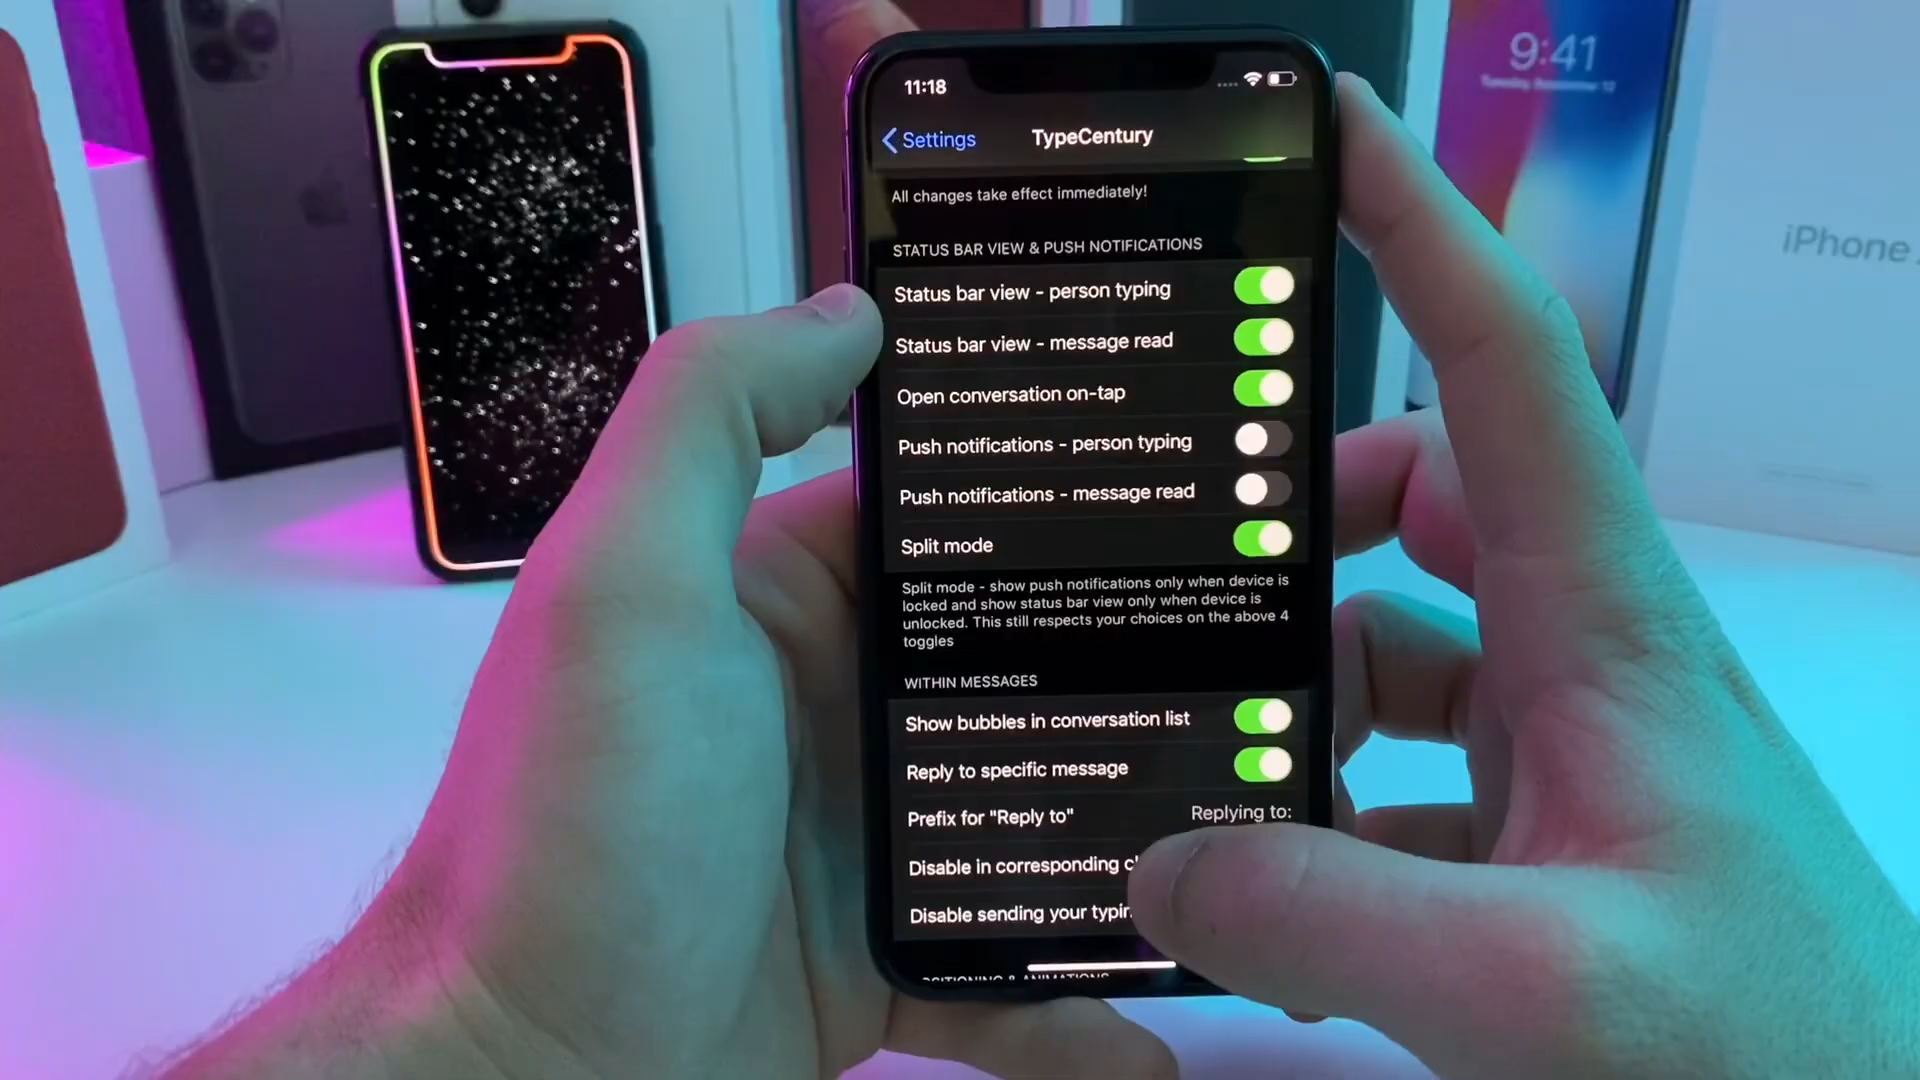 9:41
iPhone
11:18
Settings
TypeCentury
All changes take effect immediately!
STATUS BAR VIEW & PUSH NOTIFICATIONS
Status bar view - person typing
Status bar view - message read
Open conversation on-tap
Push notifications - person typing
Push notifications - message read
Split mode
Split mode - show push notifications only when device is
locked and show status bar view only when device is
unlocked. This still respects your choices on the above 4
toggles
WITHIN MESSAGES
Show bubbles in conversation list
Reply to specific message
Prefix for "Reply to" Replying to:
Disable in corresponding
Disable sending your
& ANIMATIONS